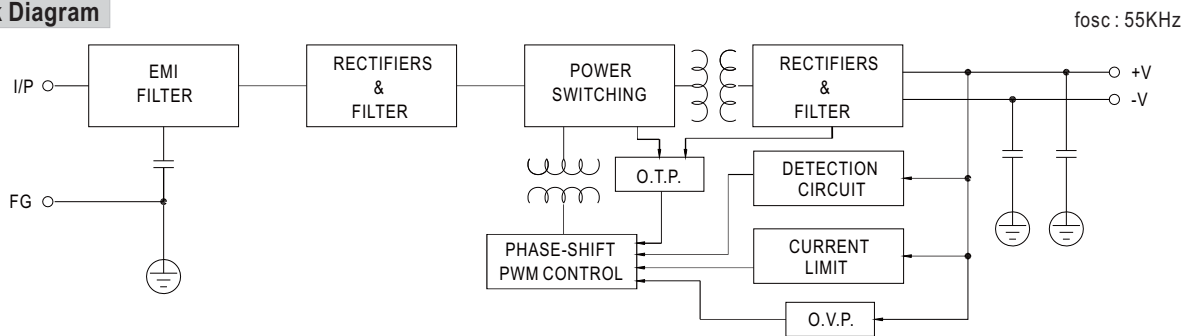 Diagram
fosc : 55KHz
I/P
EMI
FILTER
RECTIFIERS
&
FILTER
POWER
SWITCHING
RECTIFIERS
&
FILTER
+V
-V
O.T.P.
DETECTION
CIRCUIT
FG
PHASE-SHIFT
PWM CONTROL
CURRENT
LIMIT
O.V.P.